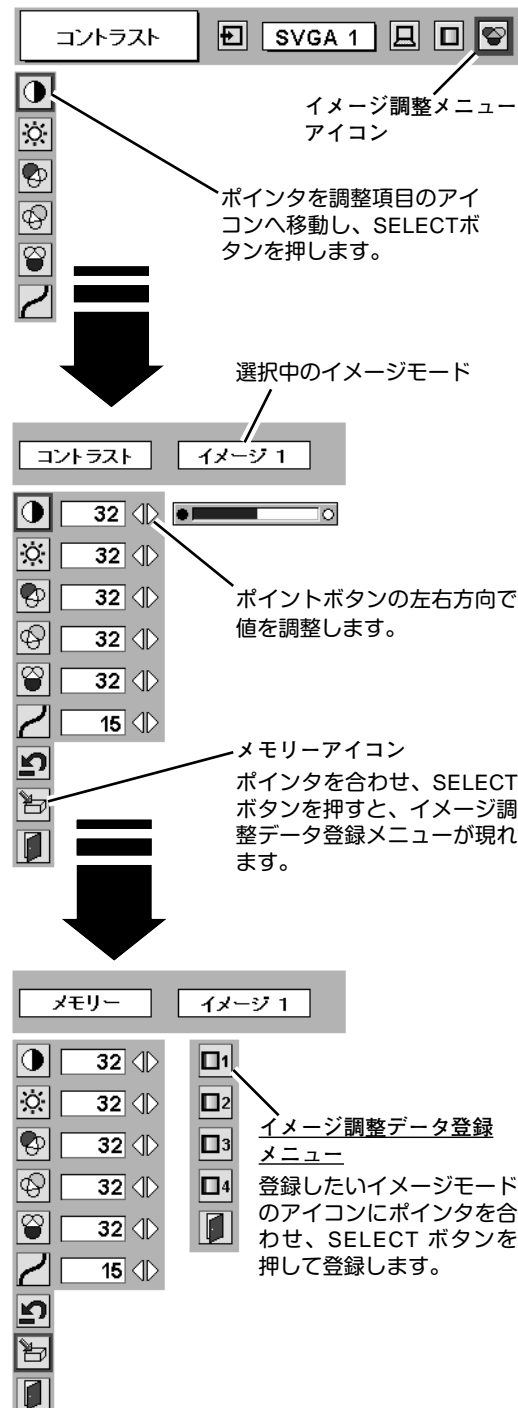 コントラスト
SVGA 1
イメージ調整メニュー
アイコン
ポインタを調整項目のアイ
コンへ移動し、SELECTボ
タンを押します。
選択中のイメージモード
コントラスト
イメージ 1
32
32
32
32
32
15
ポイントボタンの左右方向で
値を調整します。
メモリーアイコン
ポインタを合わせ、SELECT
ボタンを押すと、イメージ調
整データ登録メニューが現れ
ます。
メモリー
イメージ 1
32
1
32
2
32
3
32
4
32
15
イメージ調整データ登録
メニュー
登録したいイメージモード
のアイコンにポインタを合
わせ、SELECT ボタンを
押して登録します。